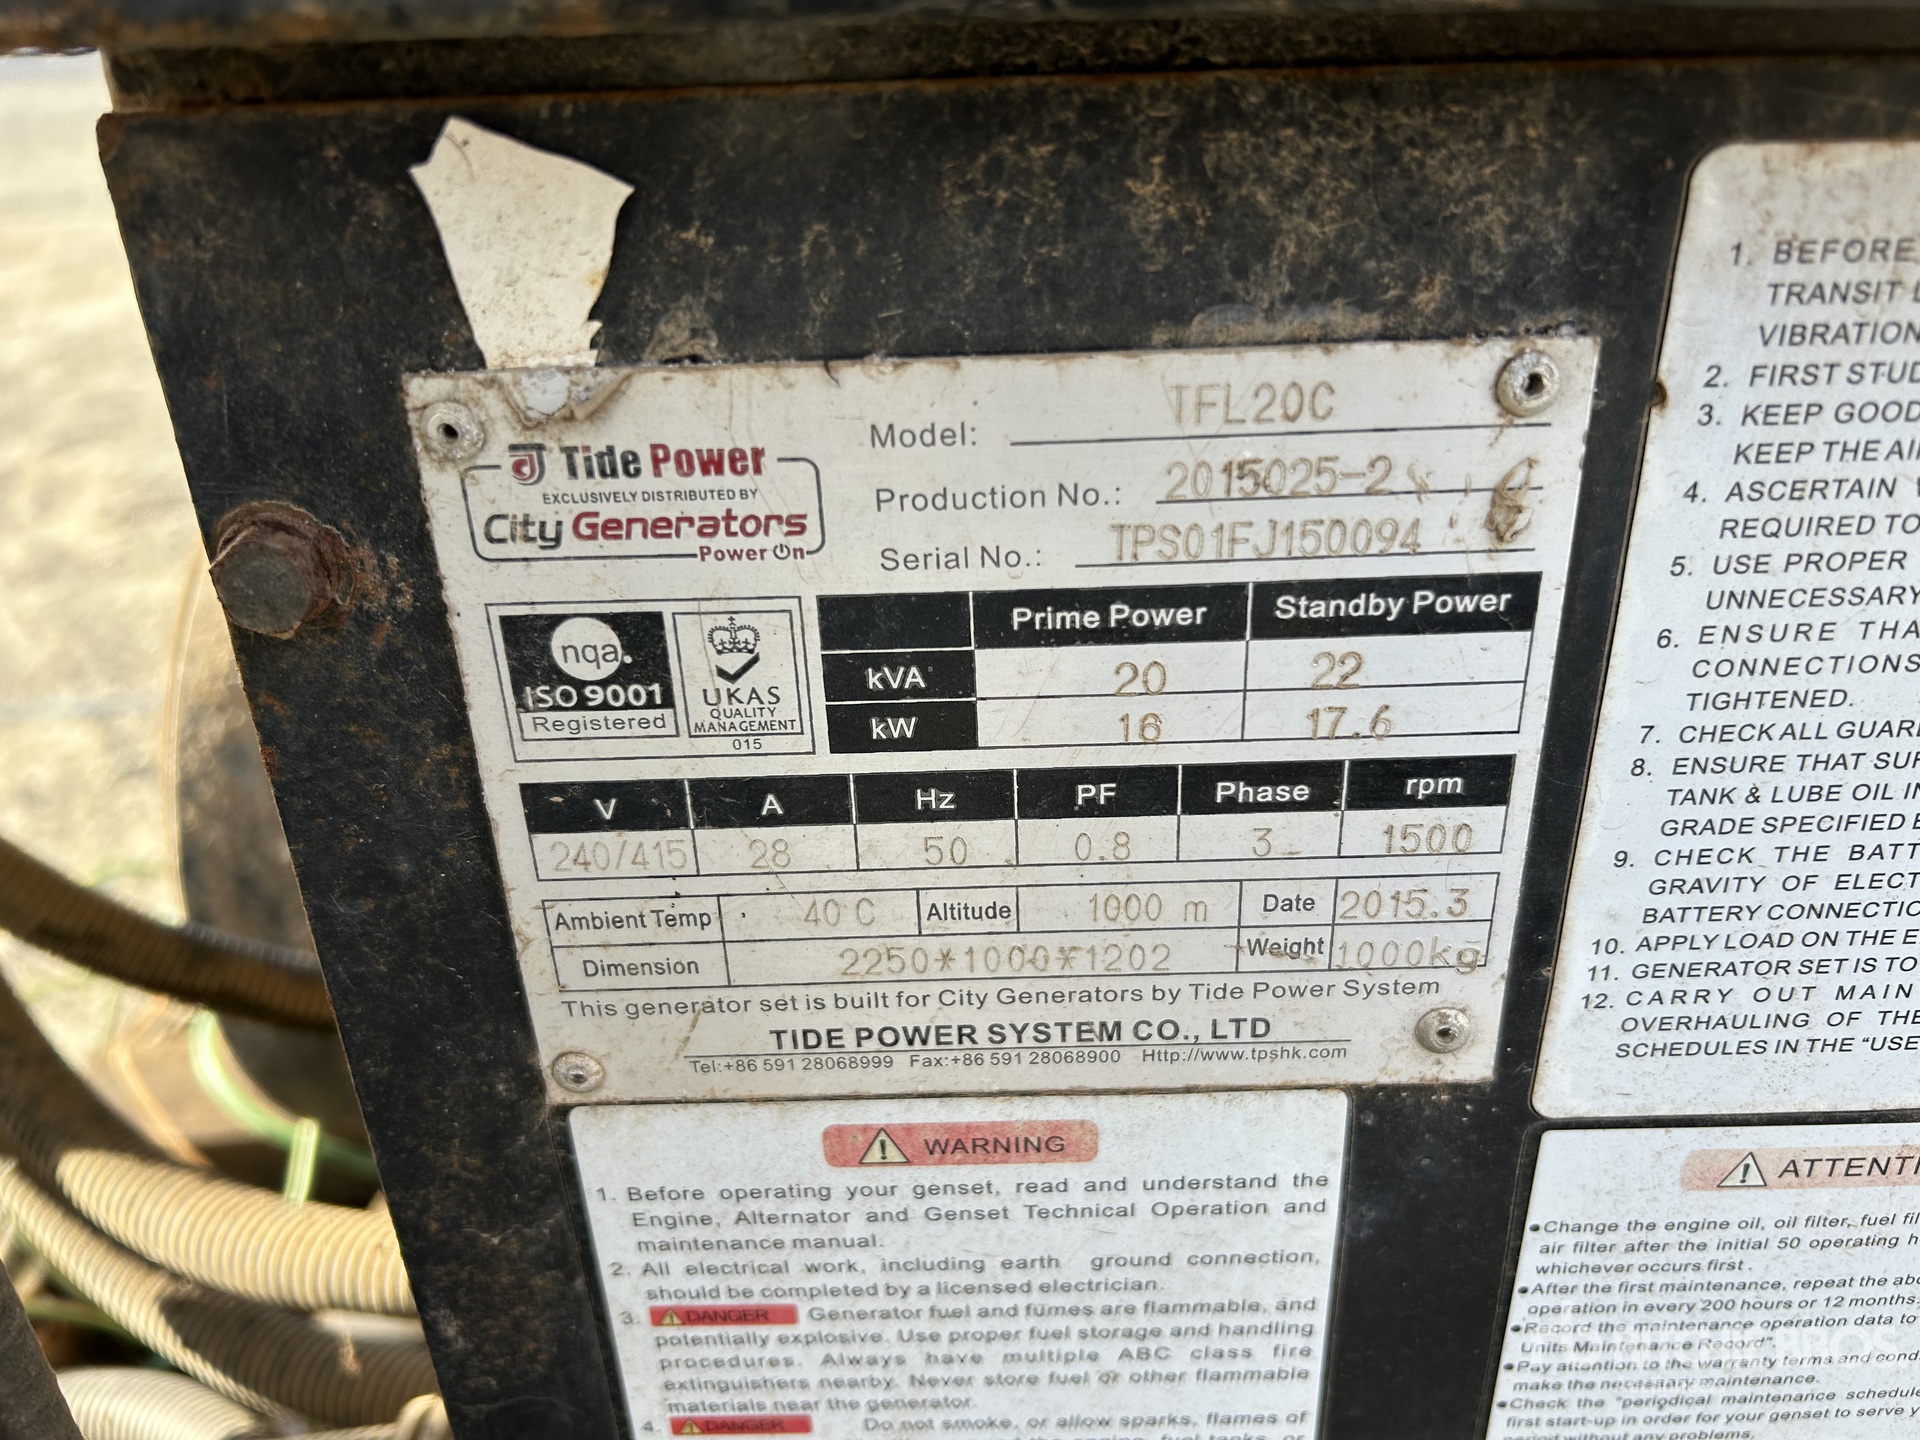 Tide Power
EXCLUSIVELY DISTRIBUTED BY
City Generators
Power On
Model: TFL20C
Production No.: 2015025-2
Serial No.: TPS01FJ150094
nqa.
ISO 9001
Registered
UKAS
QUALITY
MANAGEMENT
015
Prime Power Standby Power
kVA 20 22
kW 16 17.6
V A Hz PF Phase rpm
240/415 28 50 0.8 3 1500
Ambient Temp 40 C Altitude 1000 m Date 2015.3
Dimension 2250*1000*1202 Weight 1000kg
This generator set is built for City Generators by Tide Power System
TIDE POWER SYSTEM CO., LTD
Tel:+86 591 28068999 Fax:+86 591 28068900 Http://www.tpshk.com
WARNING
1. Before operating your genset, read and understand the
Engine, Alternator and Genset Technical Operation and
maintenance manual.
2. All electrical work, including earth ground connection,
should be completed by a licensed electrician.
3. DANGER Generator fuel and fumes are flammable, and
potentially explosive. Use proper fuel storage and handling
procedures. Always have multiple ABC class fire
extinguishers nearby. Never store fuel or other flammable
materials near the generator.
4. DANGER Do not smoke, or allow sparks, flames of
1. BEFORE
TRANSIT
VIBRATION
2. FIRST
3. KEEP GOOD
KEEP THE
4. ASCERTAIN
REQUIRED TO
5. USE PROPER
UNNECESSARY
6. ENSURE
CONNECTIONS
TIGHTENED.
7. CHECK ALL
8. ENSURE THAT
TANK & LUBE OIL
GRADE SPECIFIED
9. CHECK THE
GRAVITY OF
BATTERY
10. APPLY LOAD ON THE
11. GENERATOR SET IS TO
12. CARRY OUT
OVERHAULING OF THE
SCHEDULES IN THE "USE
ATTENTI
•Change the engine oil, oil filter, fuel
air filter after the initial 50 operating
whichever occurs first.
•After the first maintenance, repeat the
operation in every 200 hours or 12 months.
•Record the maintenance operation data to
Units Maintenance Record".
•Pay attention to the warranty terms and
make the necessary maintenance.
•Check the "periodical maintenance
first start-up in order for your genset to serve
period without any problems.